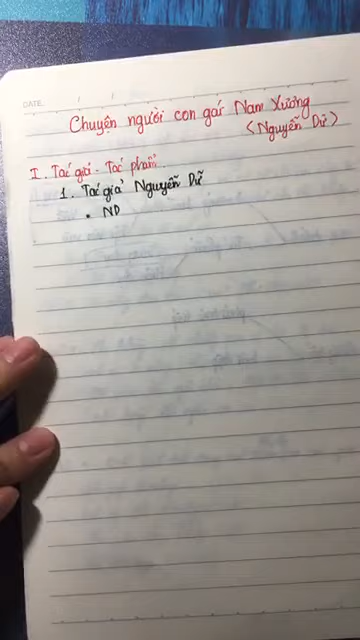 DATE: / /
Chuyện người con gái Nam Xương
(Nguyễn Dữ)
I. Tác giả - Tác phẩm
1. Tác giả Nguyễn Dữ
• ND